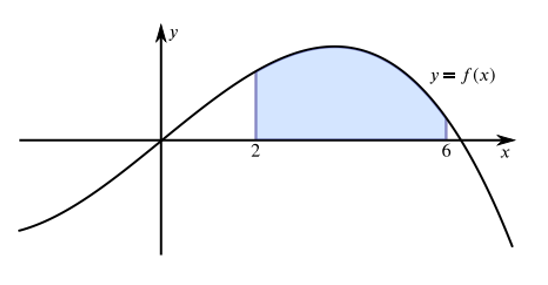 y
y = f(x)
2
6
x